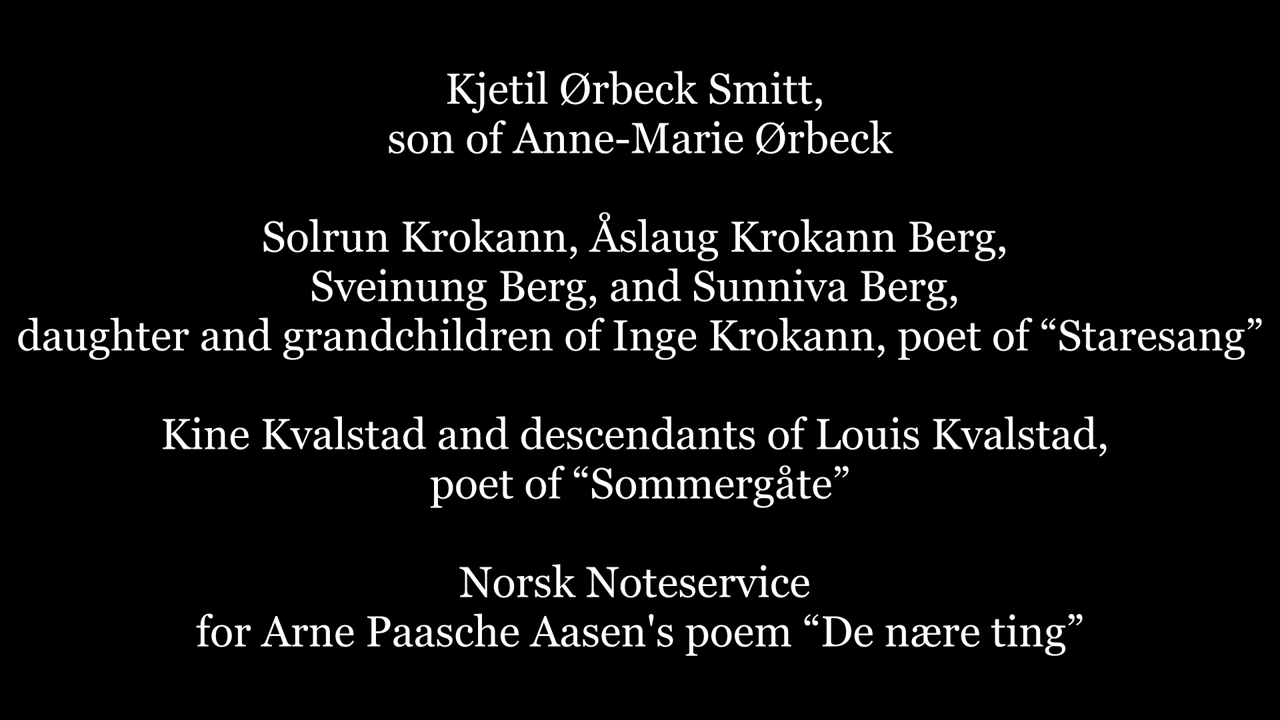 Kjetil Ørbeck Smitt,
son of Anne-Marie Ørbeck
Solrun Krokann, Åslaug Krokann Berg,
Sveinung Berg, and Sunniva Berg,
daughter and grandchildren of Inge Krokann, poet of “Staresang”
Kine Kvalstad and descendants of Louis Kvalstad,
poet of “Sommergåte”
Norsk Noteservice
for Arne Paasche Aasen's poem “De nære ting”